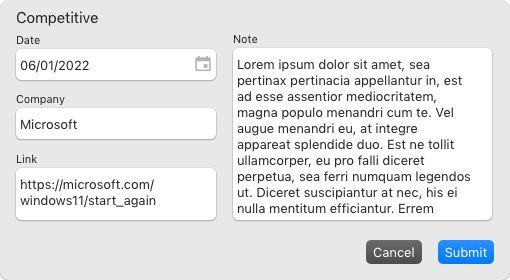 Competitive
Date
06/01/2022
Company
Microsoft
Link
https://microsoft.com/
windows11/start_again
Note
Lorem ipsum dolor sit amet, sea
pertinax pertinacia appellantur in, est
ad esse assentior mediocritatem,
magna populo menandri cum te. Vel
augue menandri eu, at integre
appareat splendide duo. Est ne tollit
ullamcorper, eu pro falli diceret
perpetua, sea ferri numquam legendos
ut. Diceret suscipiantur at nec, his ei
nulla mentitum efficiantur. Errem
Cancel
Submit